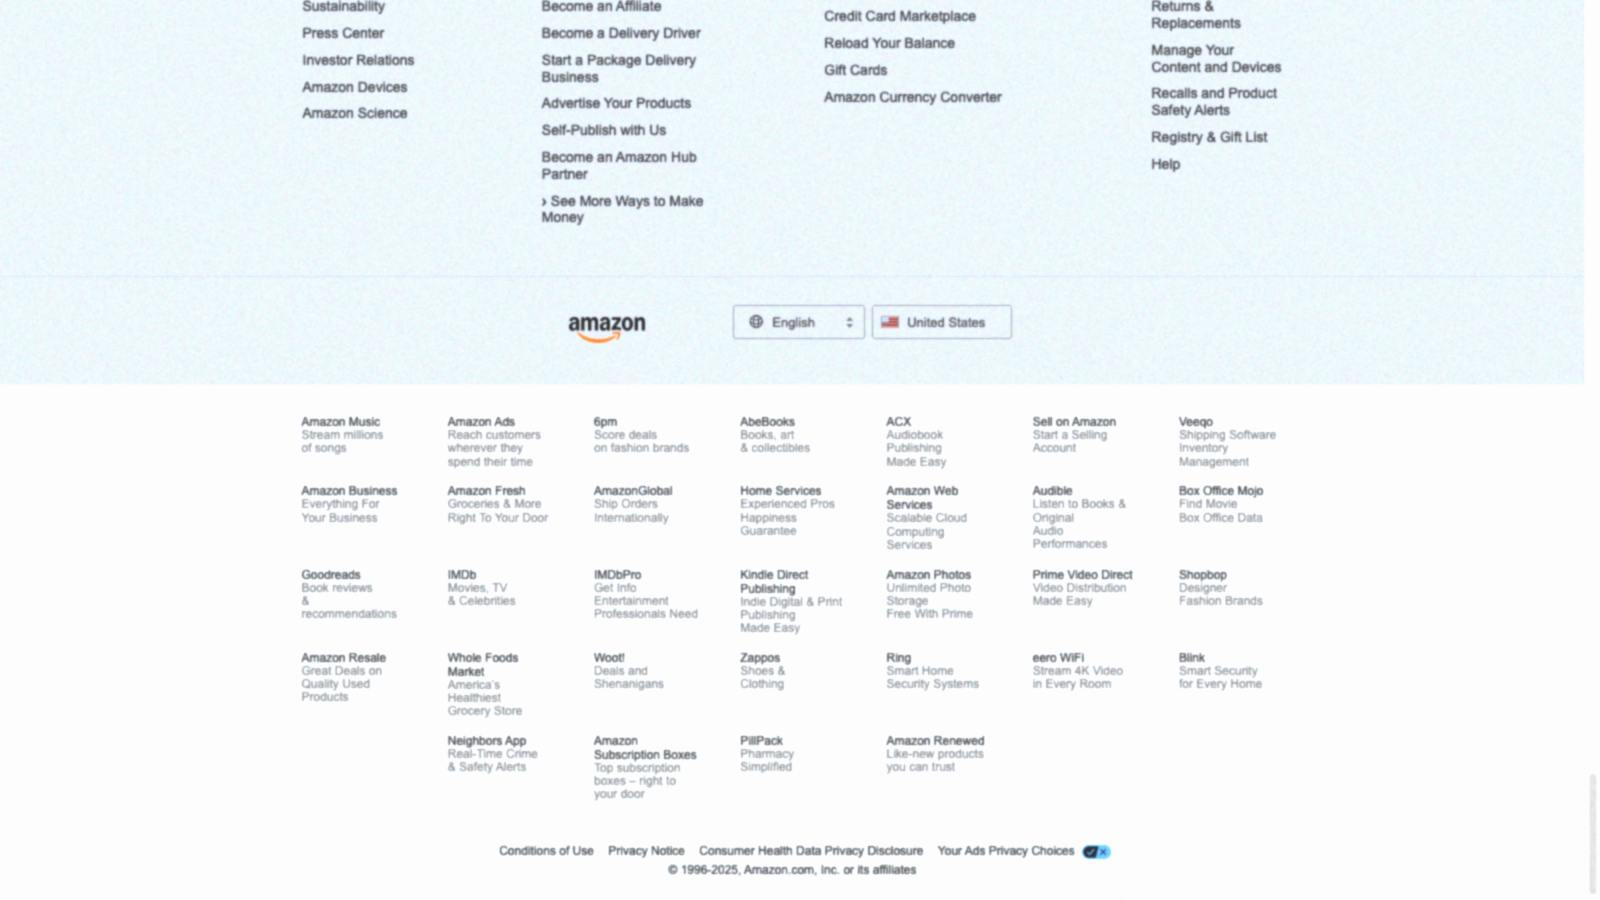 Sustainability
Press Center
Investor Relations
Amazon Devices
Amazon Science
Become an Affiliate
Become a Delivery Driver
Start a Package Delivery
Business
Advertise Your Products
Self-Publish with Us
Become an Amazon Hub
Partner
› See More Ways to Make
Money
Credit Card Marketplace
Reload Your Balance
Gift Cards
Amazon Currency Converter
Returns &
Replacements
Manage Your
Content and Devices
Recalls and Product
Safety Alerts
Registry & Gift List
Help
amazon
English
United States
Amazon Music
Stream millions
of songs
Amazon Ads
Reach customers
wherever they
spend their time
6pm
Score deals
on fashion brands
AbeBooks
Books, art
& collectibles
ACX
Audiobook
Publishing
Made Easy
Sell on Amazon
Start a Selling
Account
Veeqo
Shipping Software
Inventory
Management
Amazon Business
Everything For
Your Business
Amazon Fresh
Groceries & More
Right To Your Door
AmazonGlobal
Ship Orders
Internationally
Home Services
Experienced Pros
Happiness
Guarantee
Amazon Web
Services
Scalable Cloud
Computing
Services
Audible
Listen to Books &
Original
Audio
Performances
Box Office Mojo
Find Movie
Box Office Data
Goodreads
Book reviews
&
recommendations
IMDb
Movies, TV
& Celebrities
IMDbPro
Get Info
Entertainment
Professionals Need
Kindle Direct
Publishing
Indie Digital & Print
Publishing
Made Easy
Amazon Photos
Unlimited Photo
Storage
Free With Prime
Prime Video Direct
Video Distribution
Made Easy
Shopbop
Designer
Fashion Brands
Amazon Resale
Great Deals on
Quality Used
Products
Whole Foods
Market
America's
Healthiest
Grocery Store
Woot!
Deals and
Shenanigans
Zappos
Shoes &
Clothing
Ring
Smart Home
Security Systems
eero WiFi
Stream 4K Video
in Every Room
Blink
Smart Security
for Every Home
Neighbors App
Real-Time Crime
& Safety Alerts
Amazon
Subscription Boxes
Top subscription
boxes – right to
your door
PillPack
Pharmacy
Simplified
Amazon Renewed
Like-new products
you can trust
Conditions of Use Privacy Notice Consumer Health Data Privacy Disclosure Your Ads Privacy Choices
© 1996-2025, Amazon.com, Inc. or its affiliates